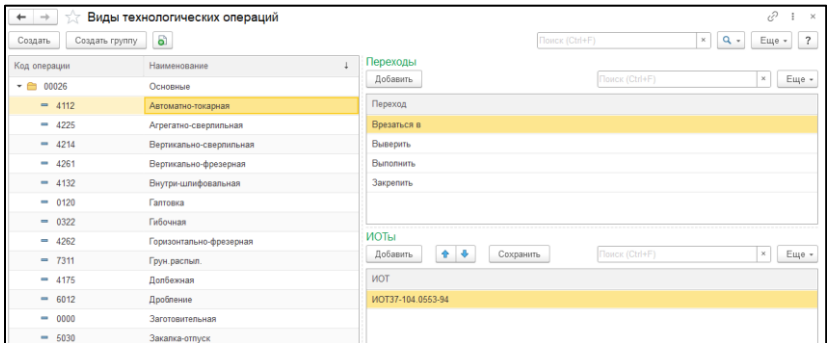 Виды технологических операций
Создать Создать группу Поиск (Ctrl+F) × Еще ?
Код операции Наименование ↓
00026 Основные
4112 Автоматно-токарная
4225 Агрегатно-сверлильная
4214 Вертикально-сверлильная
4261 Вертикально-фрезерная
4132 Внутри-шлифовальная
0120 Галтовка
0322 Гибочная
4262 Горизонтально-фрезерная
7311 Грун.распыл.
4175 Долбежная
6012 Дробление
0000 Заготовительная
5030 Закалка-отпуск
Переходы
Добавить Поиск (Ctrl+F) × Еще
Переход
Врезаться в
Выверить
Выполнить
Закрепить
ИОТы
Добавить Сохранить Поиск (Ctrl+F) × Еще
ИОТ
ИОТ37-104.0553-94